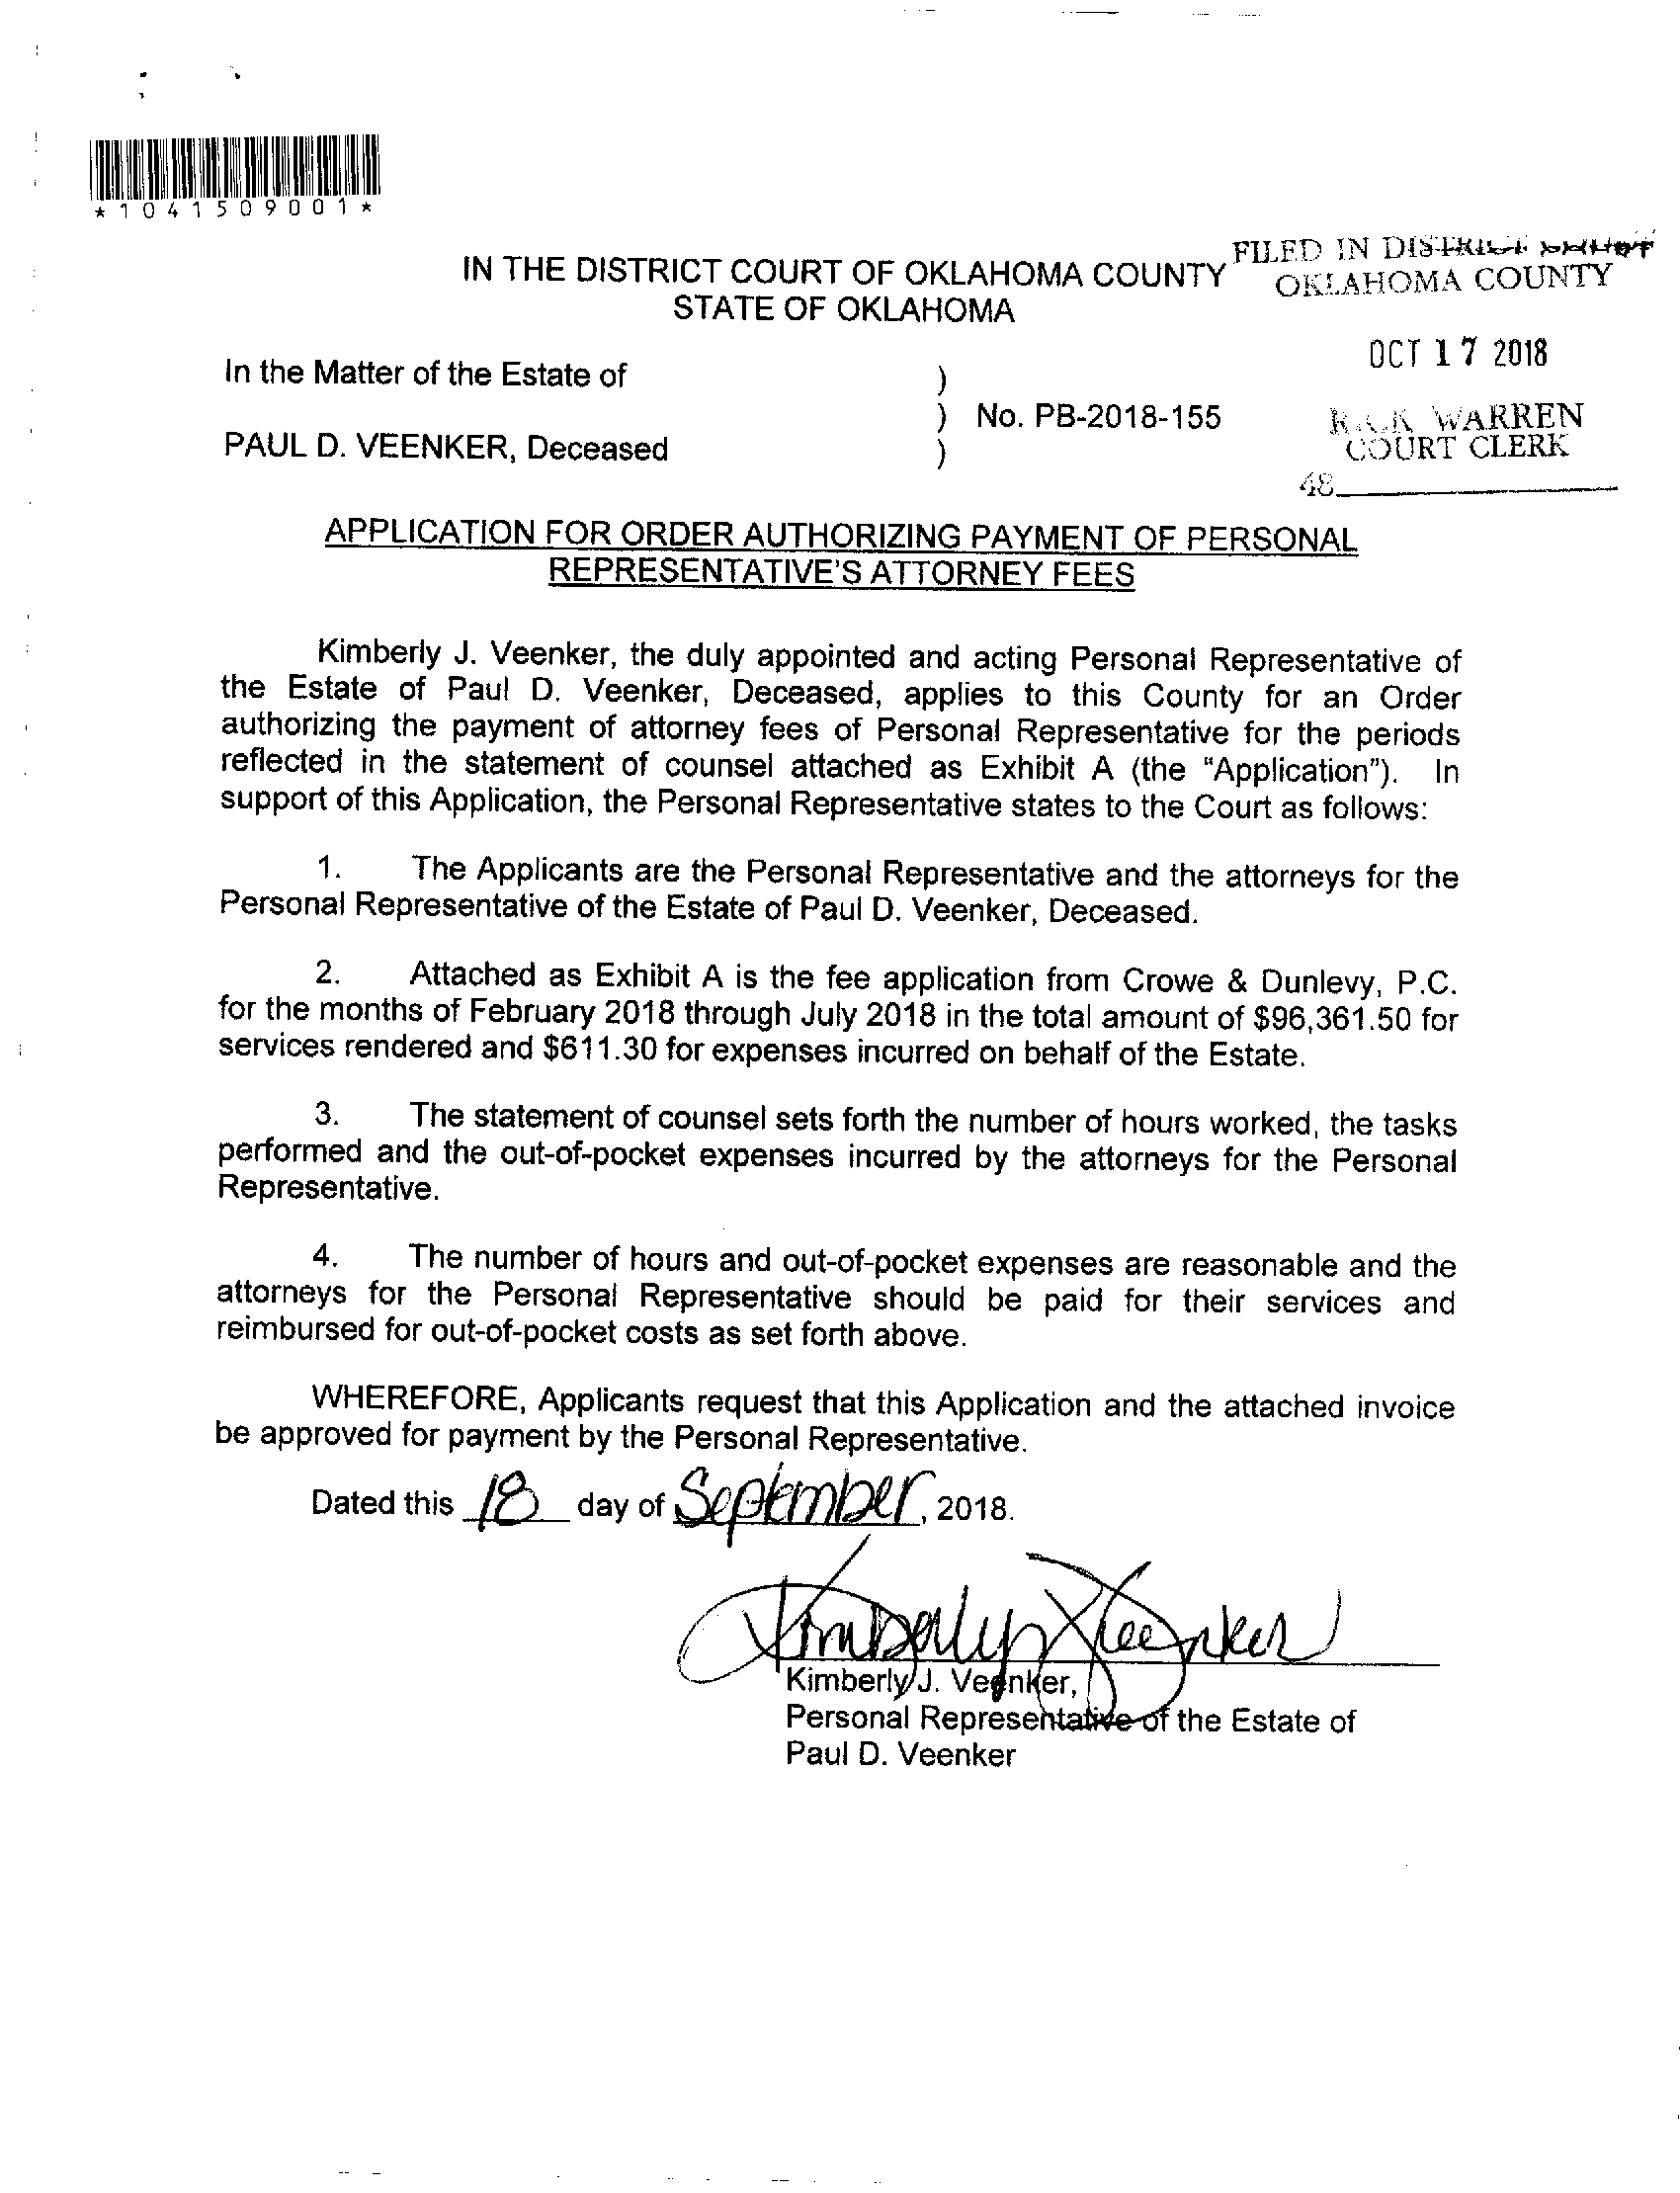 *1041509001*
FILED IN DISTRICT
IN THE DISTRICT COURT OF OKLAHOMA COUNTY
OKLAHOMA COUNTY
STATE OF OKLAHOMA
OCT 17 2018
In the Matter of the Estate of )
) No. PB-2018-155
WARREN
PAUL D. VEENKER, Deceased )
COURT CLERK
48
APPLICATION FOR ORDER AUTHORIZING PAYMENT OF PERSONAL
REPRESENTATIVE'S ATTORNEY FEES
Kimberly J. Veenker, the duly appointed and acting Personal Representative of
the Estate of Paul D. Veenker, Deceased, applies to this County for an Order
authorizing the payment of attorney fees of Personal Representative for the periods
reflected in the statement of counsel attached as Exhibit A (the “Application”). In
support of this Application, the Personal Representative states to the Court as follows:
1. The Applicants are the Personal Representative and the attorneys for the
Personal Representative of the Estate of Paul D. Veenker, Deceased.
2. Attached as Exhibit A is the fee application from Crowe & Dunlevy, P.C.
for the months of February 2018 through July 2018 in the total amount of $96,361.50 for
services rendered and $611.30 for expenses incurred on behalf of the Estate.
3. The statement of counsel sets forth the number of hours worked, the tasks
performed and the out-of-pocket expenses incurred by the attorneys for the Personal
Representative.
4. The number of hours and out-of-pocket expenses are reasonable and the
attorneys for the Personal Representative should be paid for their services and
reimbursed for out-of-pocket costs as set forth above.
WHEREFORE, Applicants request that this Application and the attached invoice
be approved for payment by the Personal Representative.
Dated this 18 day of September, 2018.
Kimberly J Veenker
Kimberly J. Veenker,
Personal Representative of the Estate of
Paul D. Veenker